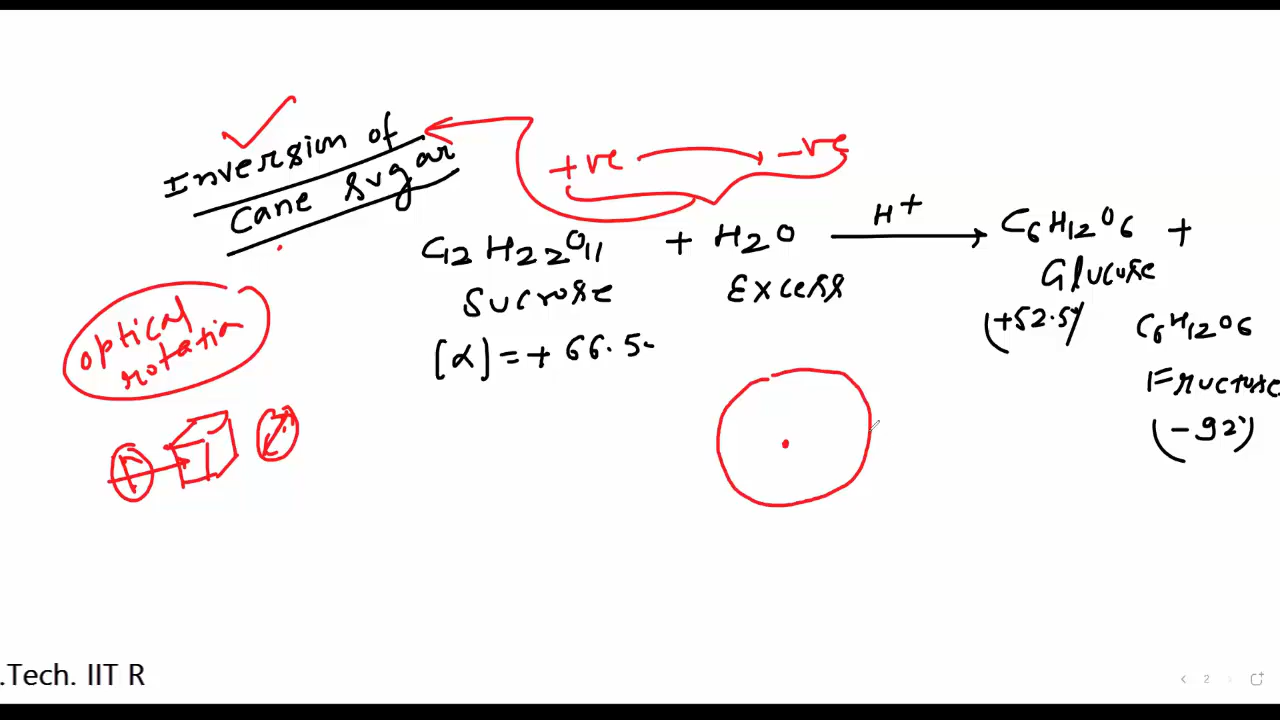 Inversion of
Cane Sugar
+ve → -ve
C12H22O11 + H2O H+ → C6H12O6 +
Sucrose Excess Glucose
(+52.5°)
C6H12O6
Fructose
(-92°)
[α] = + 66.5
optical
rotation
.Tech. IIT R
2